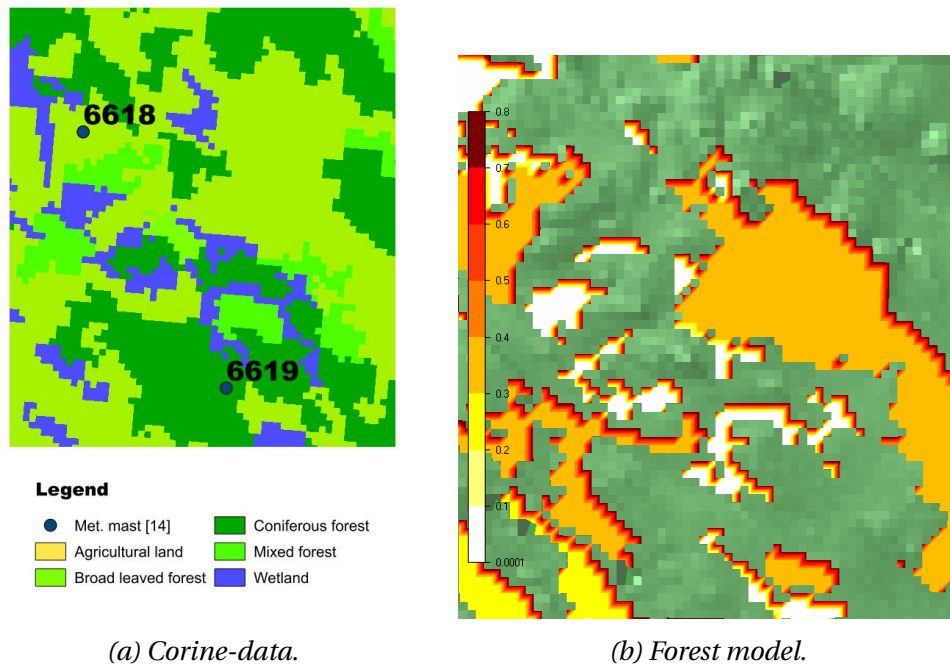 6618
6619
Legend
Met. mast [14]
Agricultural land
Broad leaved forest
Coniferous forest
Mixed forest
Wetland
0.8
0.7
0.6
0.5
0.4
0.3
0.2
0.1
0.0001
(a) Corine-data.
(b) Forest model.